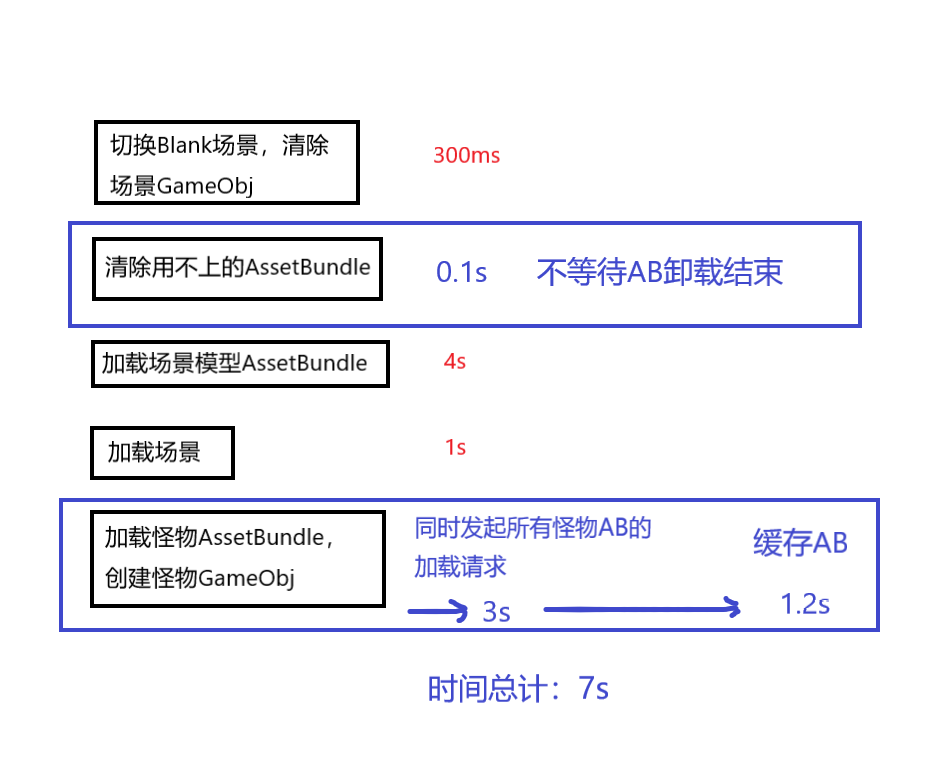 切换Blank场景，清除
场景GameObj
300ms
清除用不上的AssetBundle
0.1s
不等待AB卸载结束
加载场景模型AssetBundle
4s
加载场景
1s
加载怪物AssetBundle，
创建怪物GameObj
同时发起所有怪物AB的
加载请求
3s
缓存AB
1.2s
时间总计：7s